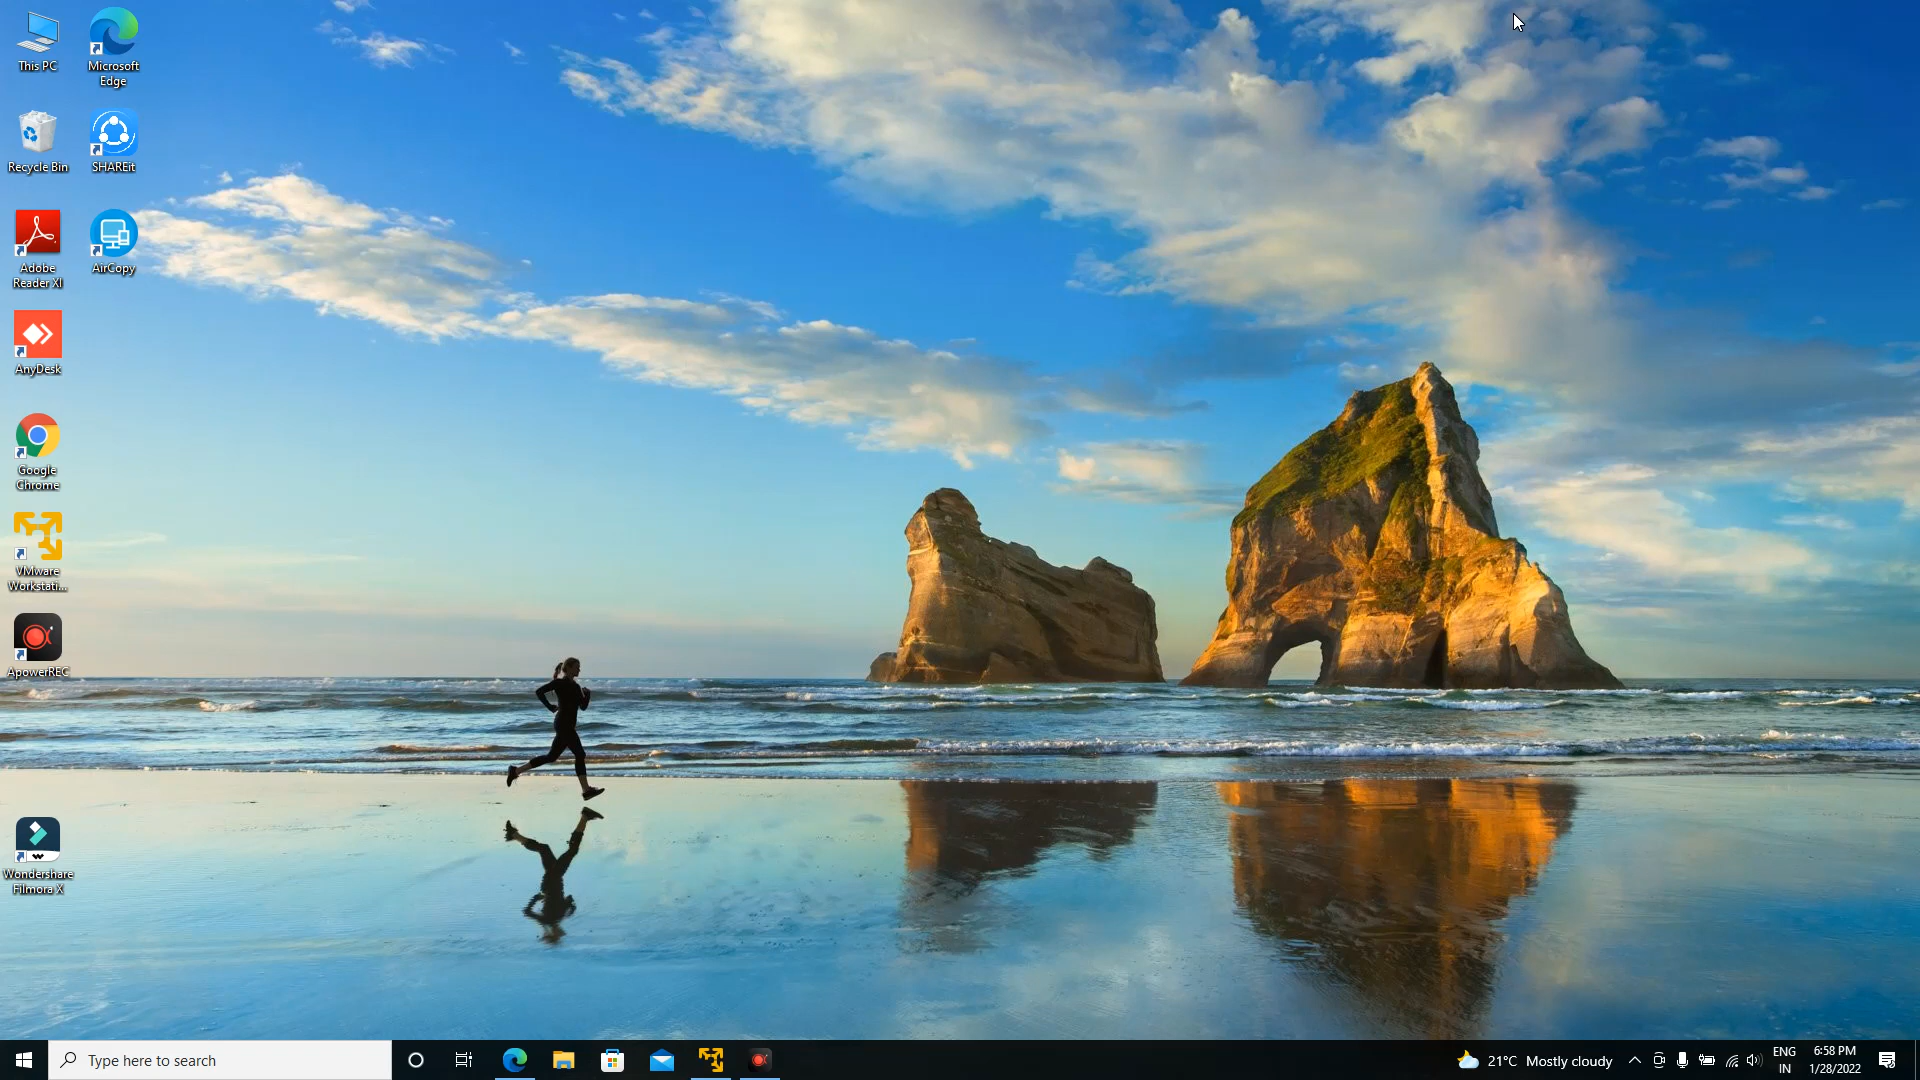 This PC
Microsoft
Edge
Recycle Bin
SHAREit
Adobe
Reader XI
AirCopy
AnyDesk
Google
Chrome
VMware
Workstati...
ApowerREC
Wondershare
Filmora X
Type here to search
21°C Mostly cloudy
ENG
IN
6:58 PM
1/28/2022